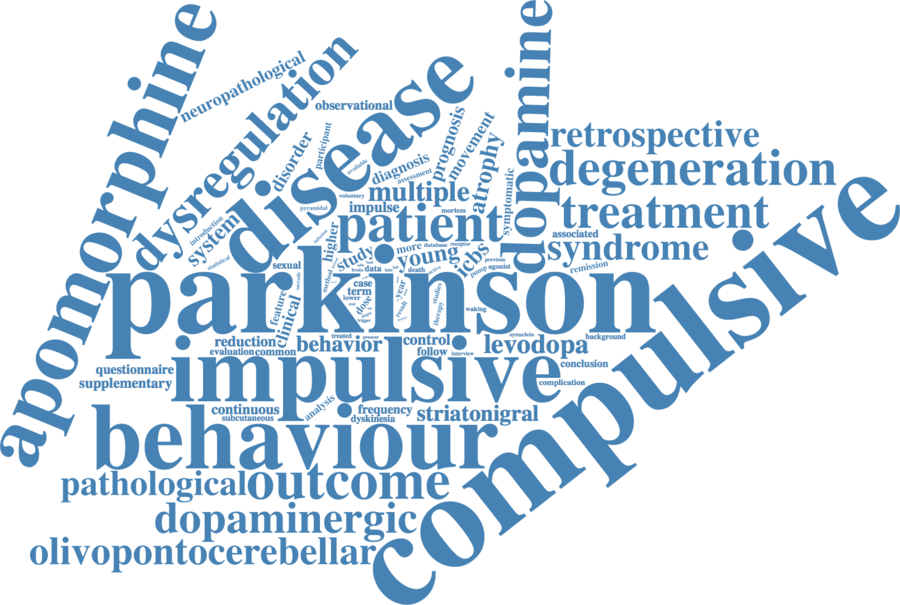 apomorphine
neuropathological
dysregulation
observational
disease
dopamine
retrospective
degeneration
treatment
associated
syndrome
compulsive
disorder
participant
available
diagnosis
assessment
prognosis
movement
atrophy
symptomatic
introduction
system
statistical
pyramidal
voluntary
multiple
impulse
mortem
patient
higher
study
more
database
receptor
young
icbs
previous
pump
agonist
remission
sexual
brain
data
death
active
parkinson
feature
clinical
method
case
term
lower
dose
trigger
year
result
studies
therapy
waking
reduction
evaluation
common
treated
present
behavior
control
follow
interview
synuclein
background
levodopa
conclusion
complication
questionnaire
supplementary
impulsive
continuous
subcutaneous
analysis
frequency
dyskinesia
striatonigral
behaviour
pathological
outcome
dopaminergic
olivopontocerebellar